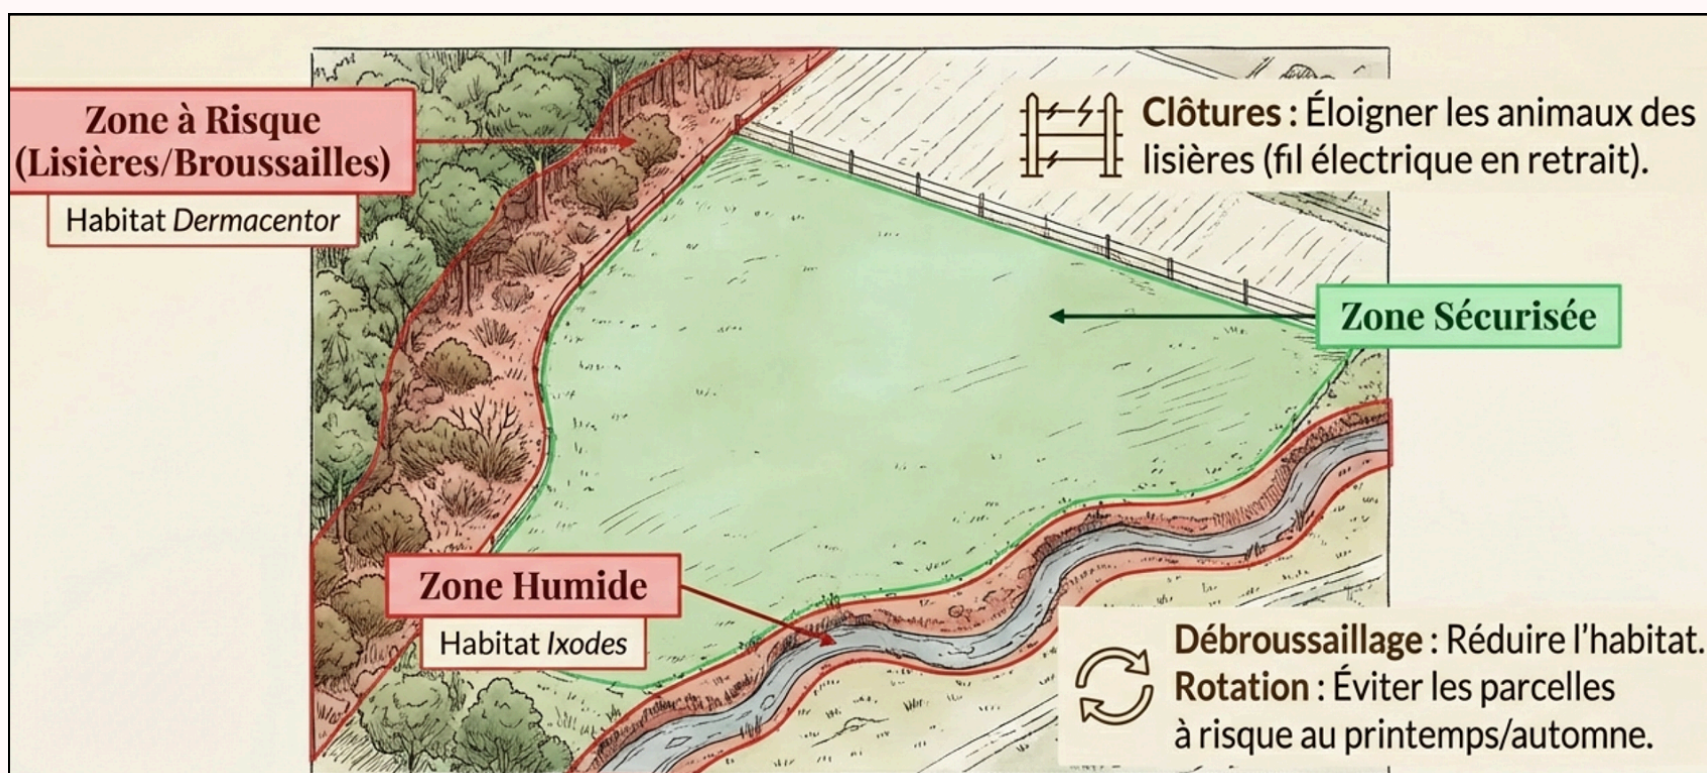 Zone à Risque
(Lisières/Broussailles)
Habitat Dermacentor
Clôtures : Éloigner les animaux des
lisières (fil électrique en retrait).
Zone Sécurisée
Zone Humide
Habitat Ixodes
Débroussaillage : Réduire l’habitat.
Rotation : Éviter les parcelles
à risque au printemps/automne.